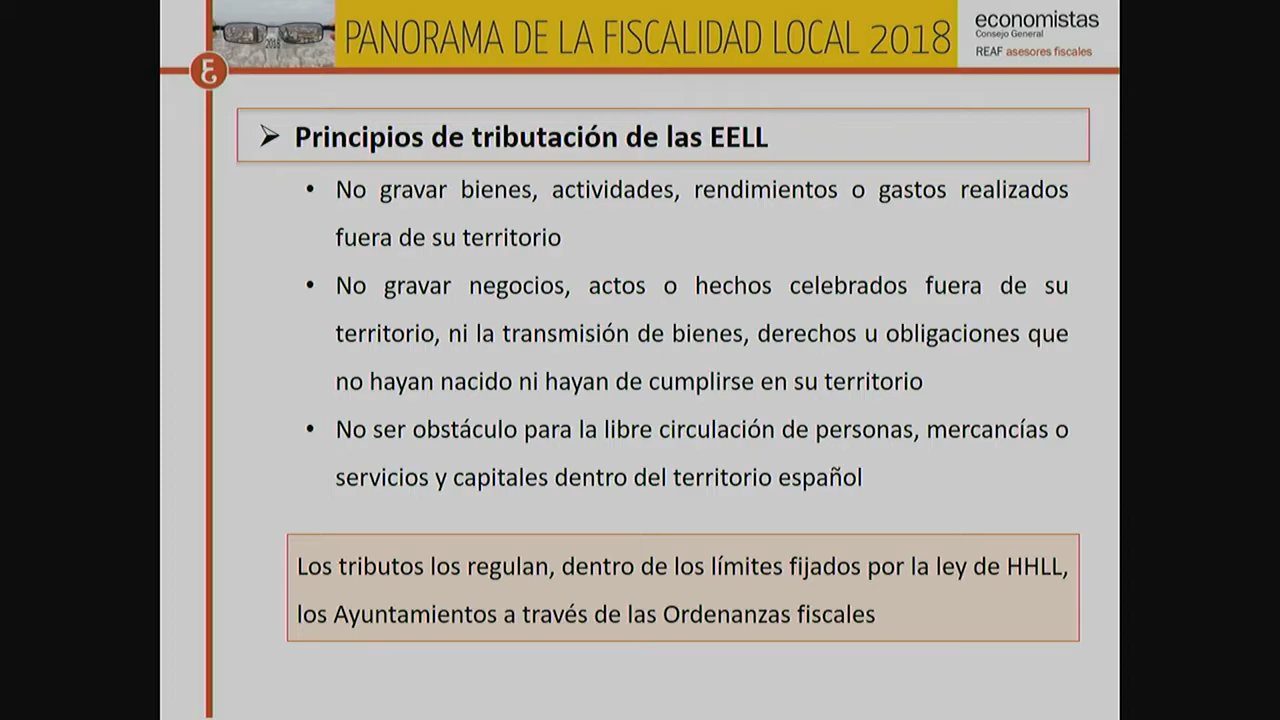 2018
PANORAMA DE LA FISCALIDAD LOCAL 2018
economistas
Consejo General
REAF asesores fiscales
➢ Principios de tributación de las EELL
• No gravar bienes, actividades, rendimientos o gastos realizados
fuera de su territorio
• No gravar negocios, actos o hechos celebrados fuera de su
territorio, ni la transmisión de bienes, derechos u obligaciones que
no hayan nacido ni hayan de cumplirse en su territorio
• No ser obstáculo para la libre circulación de personas, mercancías o
servicios y capitales dentro del territorio español
Los tributos los regulan, dentro de los límites fijados por la ley de HHLL,
los Ayuntamientos a través de las Ordenanzas fiscales